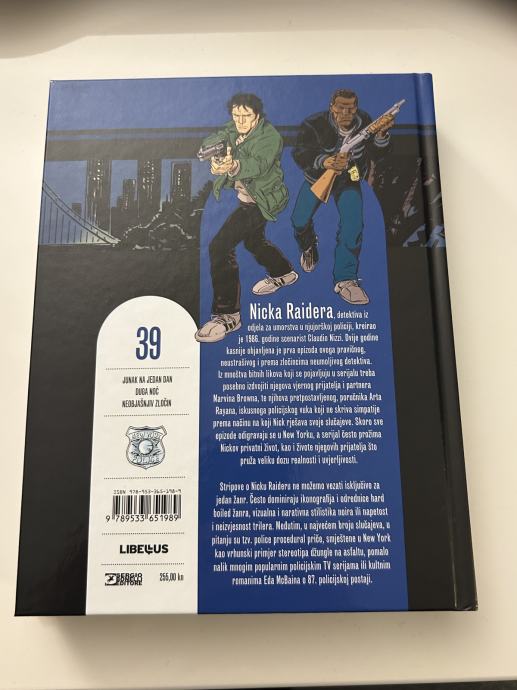 Nicka Raidera, detektiva iz
odjela za umorstva u njujorškoj policiji, kreirao
je 1986. godine scenarist Claudio Nizzi. Dvije godine
kasnije objavljena je prva epizoda ovoga pravičnog,
neustrašivog i prema zločincima neumoljivog detektiva.
Iz mnoštva bitnih likova koji se pojavljuju u serijalu treba
posebno izdvojiti njegova vjernog prijatelja i partnera
Marvina Browna, te njihova pretpostavljenog, poručnika Arta
Rayana, iskusnoga policijskog vuka koji ne skriva simpatije
prema načinu na koji Nick rješava svoje slučajeve. Skoro sve
epizode odigravaju se u New Yorku, a serijal često prožima
Nickov privatni život, kao i živote njegovih prijatelja što
pruža veliku dozu realnosti i uvjerljivosti.
Stripove o Nicku Raideru ne možemo vezati isključivo za
jedan žanr. Često dominiraju ikonografija i odrednice hard
boiled žanra, vizualna i narativna stilistika noira ili napetost
i neizvjesnost trilera. Međutim, u najvećem broju slučajeva, u
pitanju su tzv. police procedural priče, smještene u New York
kao vrhunski primjer stereotipa džungle na asfaltu, pomalo
nalik mnogim popularnim policijskim TV serijama ili kultnim
romanima Eda McBaina o 87. policijskoj postaji.
39
JUNAK NA JEDAN DAN
DUGA NOĆ
NEOBJAŠNJIV ZLOČIN
ISBN 978-953-365-198-9
9 789533 651989
LIBELLUS
SERGIO
BONELLI
EDITORE
255,00 kn